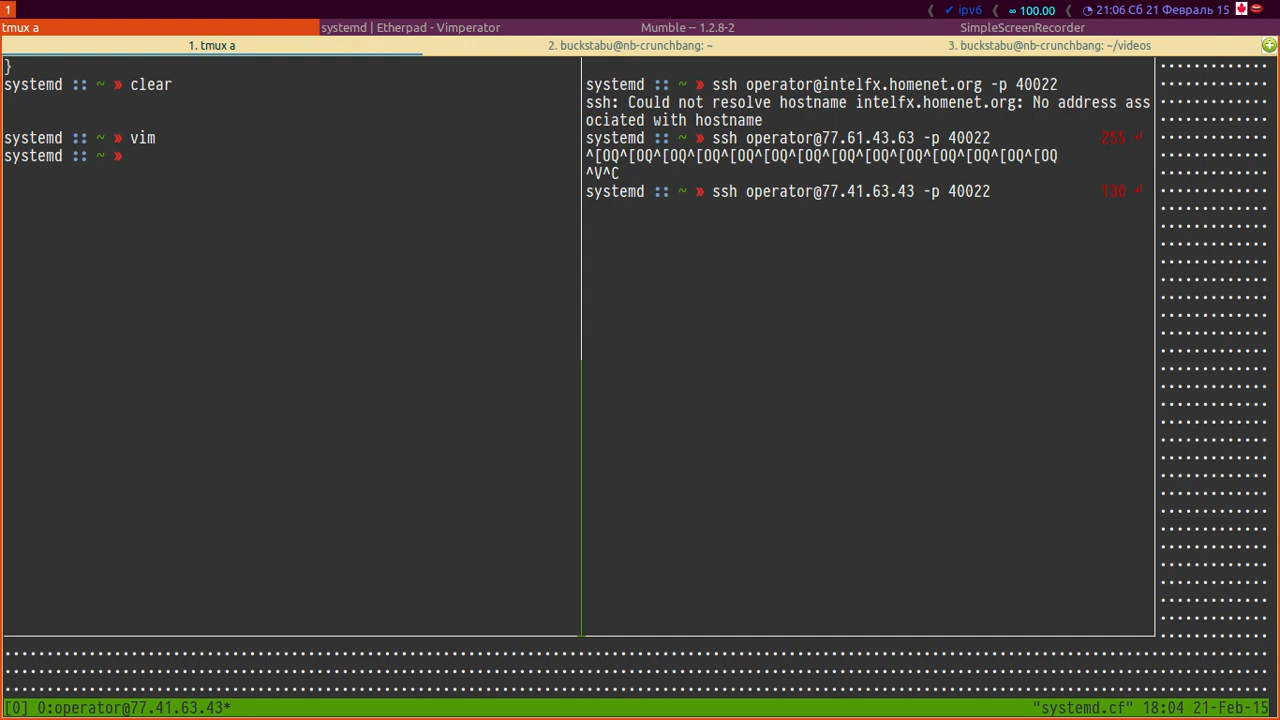 1
ipv6
∞ 100.00
21:06 Сб 21 Февраль 15
tmux a
systemd | Etherpad - Vimperator
Mumble -- 1.2.8-2
SimpleScreenRecorder
1. tmux a
2. buckstabu@nb-crunchbang: ~
3. buckstabu@nb-crunchbang: ~/videos
}
systemd :: ~ » clear
systemd :: ~ » vim
systemd :: ~ »
systemd :: ~ » ssh operator@intelfx.homenet.org -p 40022
ssh: Could not resolve hostname intelfx.homenet.org: No address ass
ociated with hostname
systemd :: ~ » ssh operator@77.61.43.63 -p 40022 255 ↵
^[OQ^[OQ^[OQ^[OQ^[OQ^[OQ^[OQ^[OQ^[OQ^[OQ^[OQ^[OQ^[OQ^[OQ
^V^C
systemd :: ~ » ssh operator@77.41.63.43 -p 40022 130 ↵
[0] 0:operator@77.41.63.43*
"systemd.cf" 18:04 21-Feb-15